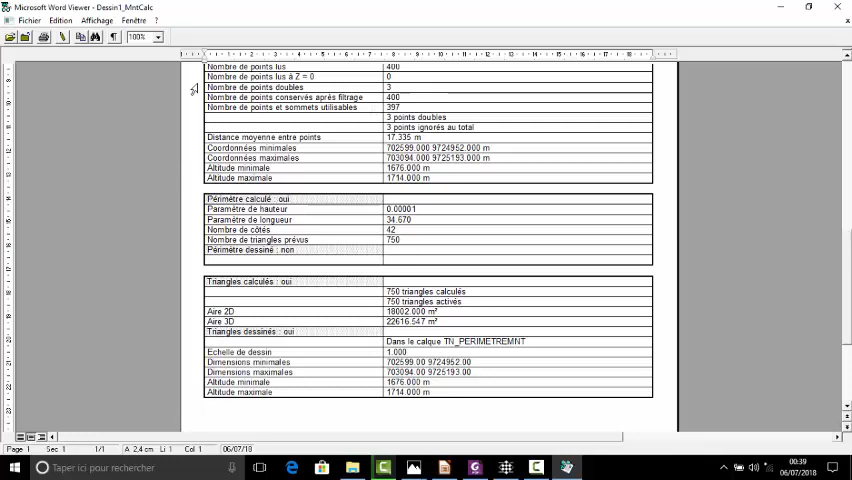 Microsoft Word Viewer - Dessin1_MntCalc
Fichier Edition Affichage Fenêtre ?
100%
Nombre de points lus 400
Nombre de points lus à Z = 0 0
Nombre de points doubles 3
Nombre de points conservés aprés filtrage 400
Nombre de points et sommets utilisables 397
3 points doubles
3 points ignorés au total
Distance moyenne entre points 17.335 m
Coordonnées minimales 702599.000 9724952.000 m
Coordonnées maximales 703094.000 9725193.000 m
Altitude minimale 1676.000 m
Altitude maximale 1714.000 m
Périmètre calculé : oui
Paramètre de hauteur 0.00001
Paramètre de longueur 34.670
Nombre de côtés 42
Nombre de triangles prévus 750
Périmètre dessiné : non
Triangles calculés : oui
750 triangles calculés
750 triangles activés
Aire 2D 18002.000 m²
Aire 3D 22616.547 m²
Triangles dessinés : oui
Dans le calque TN_PERIMETREMNT
Echelle de dessin 1.000
Dimensions minimales 702599.00 9724952.00
Dimensions maximales 703094.00 9725193.00
Altitude minimale 1676.000 m
Altitude maximale 1714.000 m
Page 1 Sec 1 1/1 A 2,4 cm Li 1 Col 1 06/07/18
Taper ici pour rechercher
00:39
06/07/2018